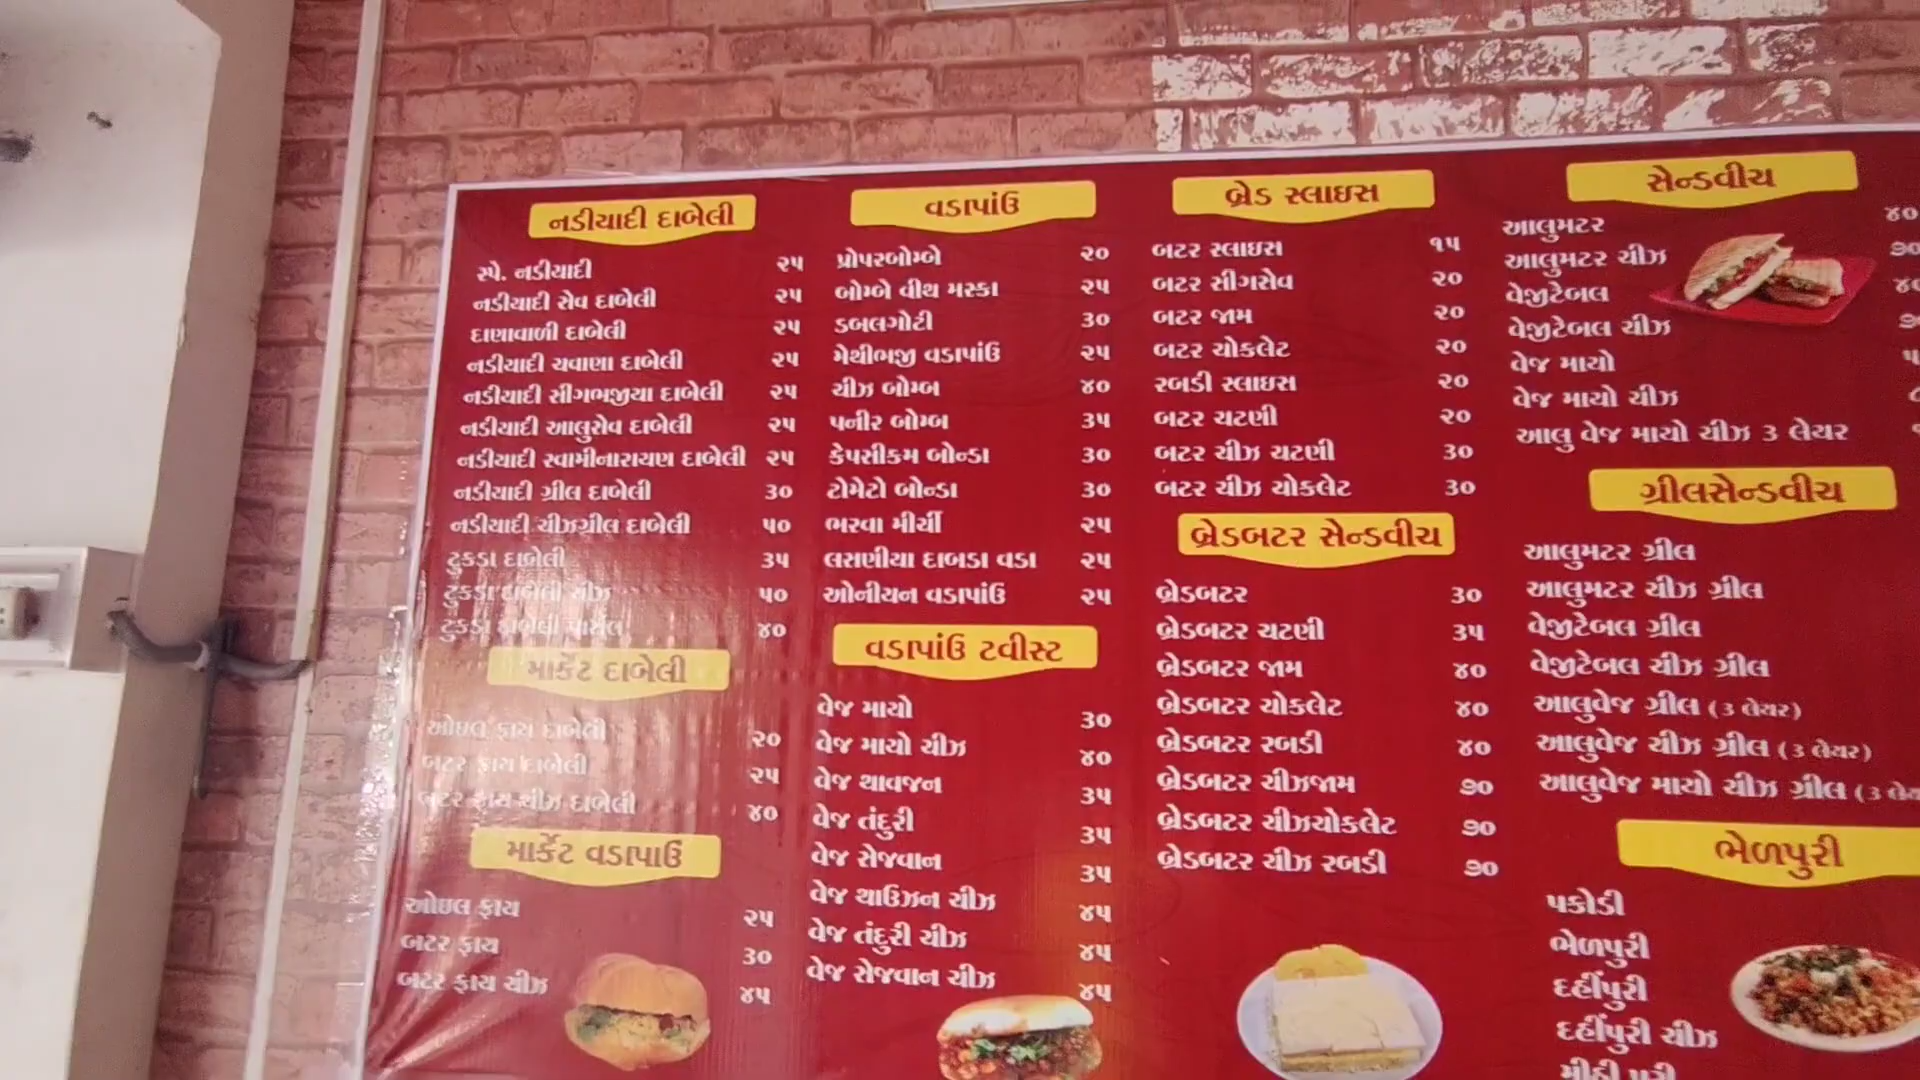 નડીયાદી દાબેલી
સ્પે. નડીયાદી ૨૫
નડીયાદી સેવ દાબેલી ૨૫
દાણાવાળી દાબેલી ૨૫
નડીયાદી ચવાણા દાબેલી ૨૫
નડીયાદી સીગભજીયા દાબેલી ૨૫
નડીયાદી આલુસેવ દાબેલી ૨૫
નડીયાદી સ્વામીનારાયણ દાબેલી ૨૫
નડીયાદી ગ્રીલ દાબેલી ૩૦
નડીયાદી ચીઝગ્રીલ દાબેલી ૫૦
ટુકડા દાબેલી ૩૫
ટુકડા દાબેલી ચીઝ ૫૦
ટુકડા દાબેલી પાર્સલ ૪૦
માર્કેટ દાબેલી
ઓઇલ ફ્રાય દાબેલી ૨૦
બટર ફ્રાય દાબેલી ૨૫
બટર ફ્રાય ચીઝ દાબેલી ૪૦
માર્કેટ વડાપાઉં
ઓઇલ ફ્રાય ૨૫
બટર ફ્રાય ૩૦
બટર ફ્રાય ચીઝ ૪૫
વડાપાંઉ
પ્રોપરબોમ્બે ૨૦
બોમ્બે વીથ મસ્કા ૨૫
ડબલગોટી ૩૦
મેથીભજી વડાપાંઉ ૨૫
ચીઝ બોમ્બ ૪૦
પનીર બોમ્બ ૩૫
કેપસીકમ બોન્ડા ૩૦
ટોમેટો બોન્ડા ૩૦
ભરવા મીર્ચી ૨૫
લસણીયા દાબડા વડા ૨૫
ઓનીયન વડાપાંઉ ૨૫
વડાપાંઉ ટવીસ્ટ
વેજ માયો ૩૦
વેજ માયો ચીઝ ૪૦
વેજ થાવજન ૩૫
વેજ તંદુરી ૩૫
વેજ સેજવાન ૩૫
વેજ થાઉઝન ચીઝ ૪૫
વેજ તંદુરી ચીઝ ૪૫
વેજ સેજવાન ચીઝ ૪૫
બ્રેડ સ્લાઇસ
બટર સ્લાઇસ ૧૫
બટર સીગસેવ ૨૦
બટર જામ ૨૦
બટર ચોકલેટ ૨૦
રબડી સ્લાઇસ ૨૦
બટર ચટણી ૨૦
બટર ચીઝ ચટણી ૩૦
બટર ચીઝ ચોકલેટ ૩૦
બ્રેડબટર સેન્ડવીચ
બ્રેડબટર ૩૦
બ્રેડબટર ચટણી ૩૫
બ્રેડબટર જામ ૪૦
બ્રેડબટર ચોકલેટ ૪૦
બ્રેડબટર રબડી ૪૦
બ્રેડબટર ચીઝજામ ૭૦
બ્રેડબટર ચીઝચોકલેટ ૭૦
બ્રેડબટર ચીઝ રબડી ૭૦
સેન્ડવીચ
આલુમટર ૪૦
આલુમટર ચીઝ ૭૦
વેજીટેબલ
વેજીટેબલ ચીઝ
વેજ માયો
વેજ માયો ચીઝ
આલુ વેજ માયો ચીઝ ૩ લેયર
ગ્રીલસેન્ડવીચ
આલુમટર ગ્રીલ
આલુમટર ચીઝ ગ્રીલ
વેજીટેબલ ગ્રીલ
વેજીટેબલ ચીઝ ગ્રીલ
આલુવેજ ગ્રીલ (૩ લેયર)
આલુવેજ ચીઝ ગ્રીલ (૩ લેયર)
આલુવેજ માયો ચીઝ ગ્રીલ (૩
ભેળપુરી
પકોડી
ભેળપુરી
દહીંપુરી
દહીંપુરી ચીઝ